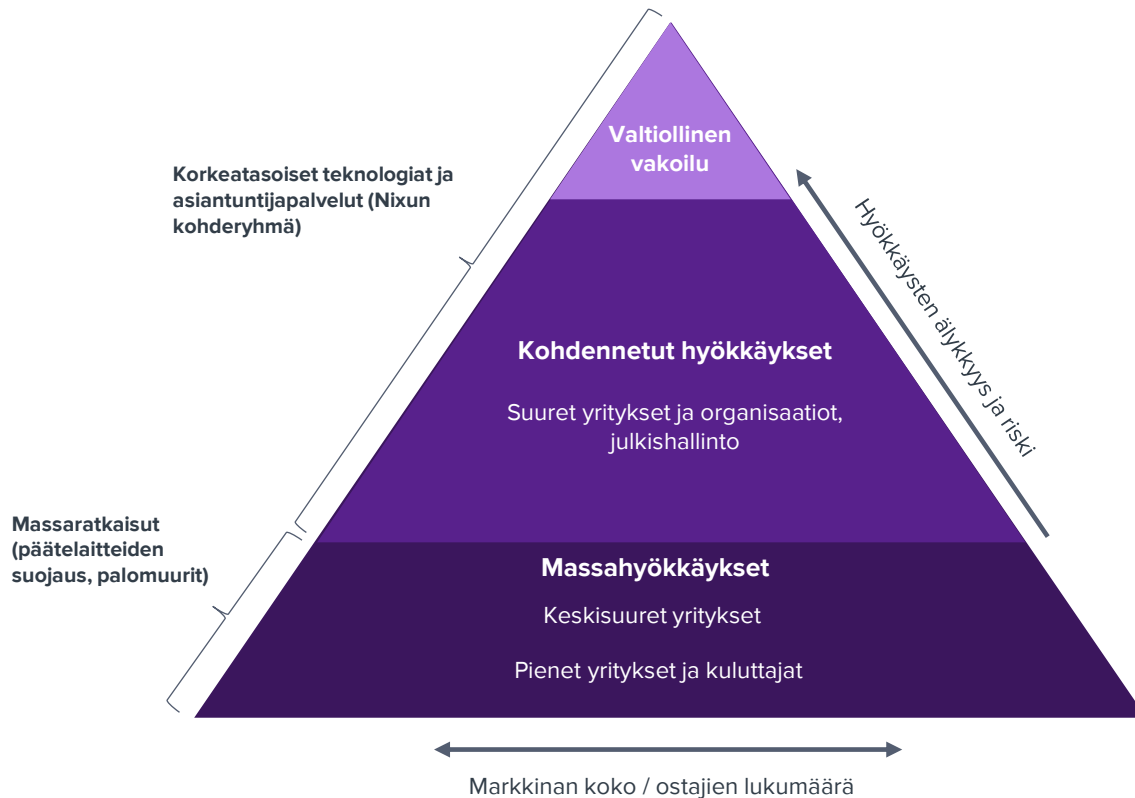 Valtiollinen
vakoilu
Korkeatasoiset teknologiat ja
asiantuntijapalvelut (Nixun
kohderyhmä)
Hyökkäysten älykkyys ja riski
Kohdennetut hyökkäykset
Suuret yritykset ja organisaatiot,
julkishallinto
Massaratkaisut
(päätelaitteiden
suojaus, palomuurit)
Massahyökkäykset
Keskisuuret yritykset
Pienet yritykset ja kuluttajat
Markkinan koko / ostajien lukumäärä